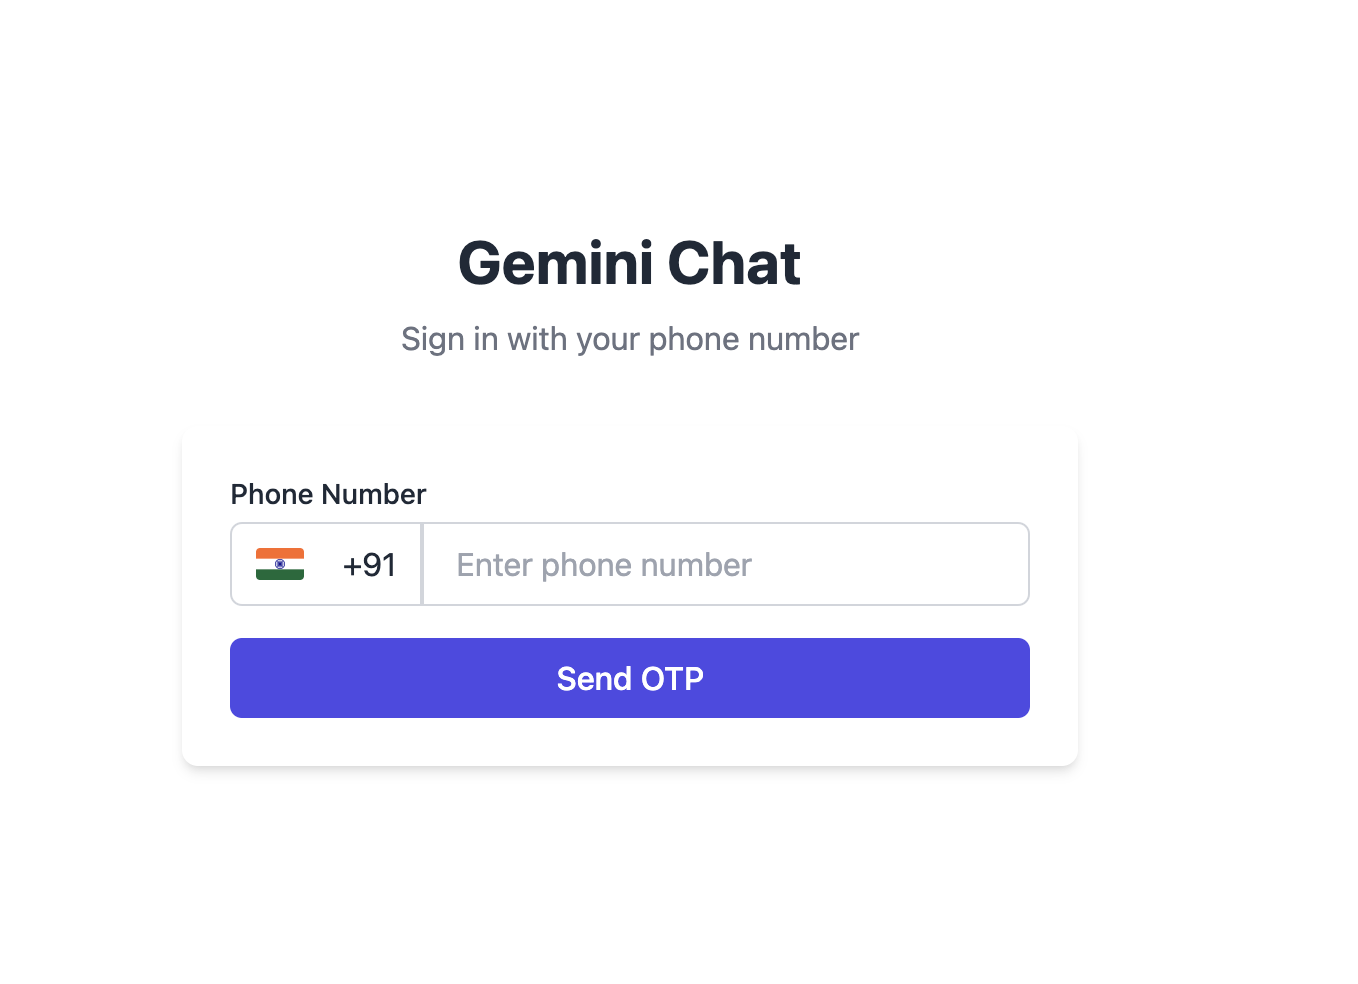 Gemini Chat
Sign in with your phone number
Phone Number
+91 Enter phone number
Send OTP